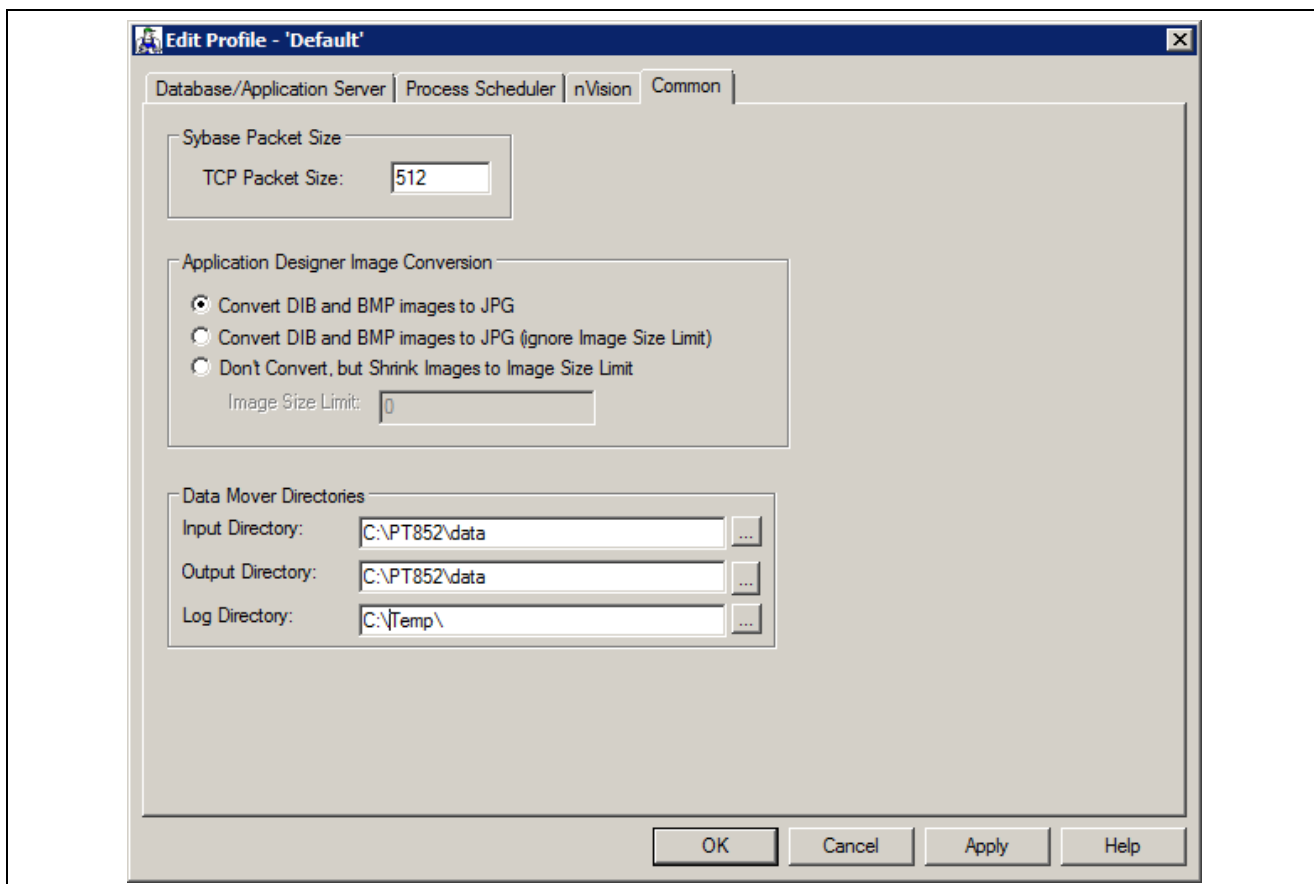 Edit Profile - 'Default'
Database/Application Server Process Scheduler nVision Common
Sybase Packet Size
TCP Packet Size: 512
Application Designer Image Conversion
Convert DIB and BMP images to JPG
Convert DIB and BMP images to JPG (ignore Image Size Limit)
Don't Convert, but Shrink Images to Image Size Limit
Image Size Limit: 0
Data Mover Directories
Input Directory: C:\PT852\data ...
Output Directory: C:\PT852\data ...
Log Directory: C:\Temp\ ...
OK Cancel Apply Help